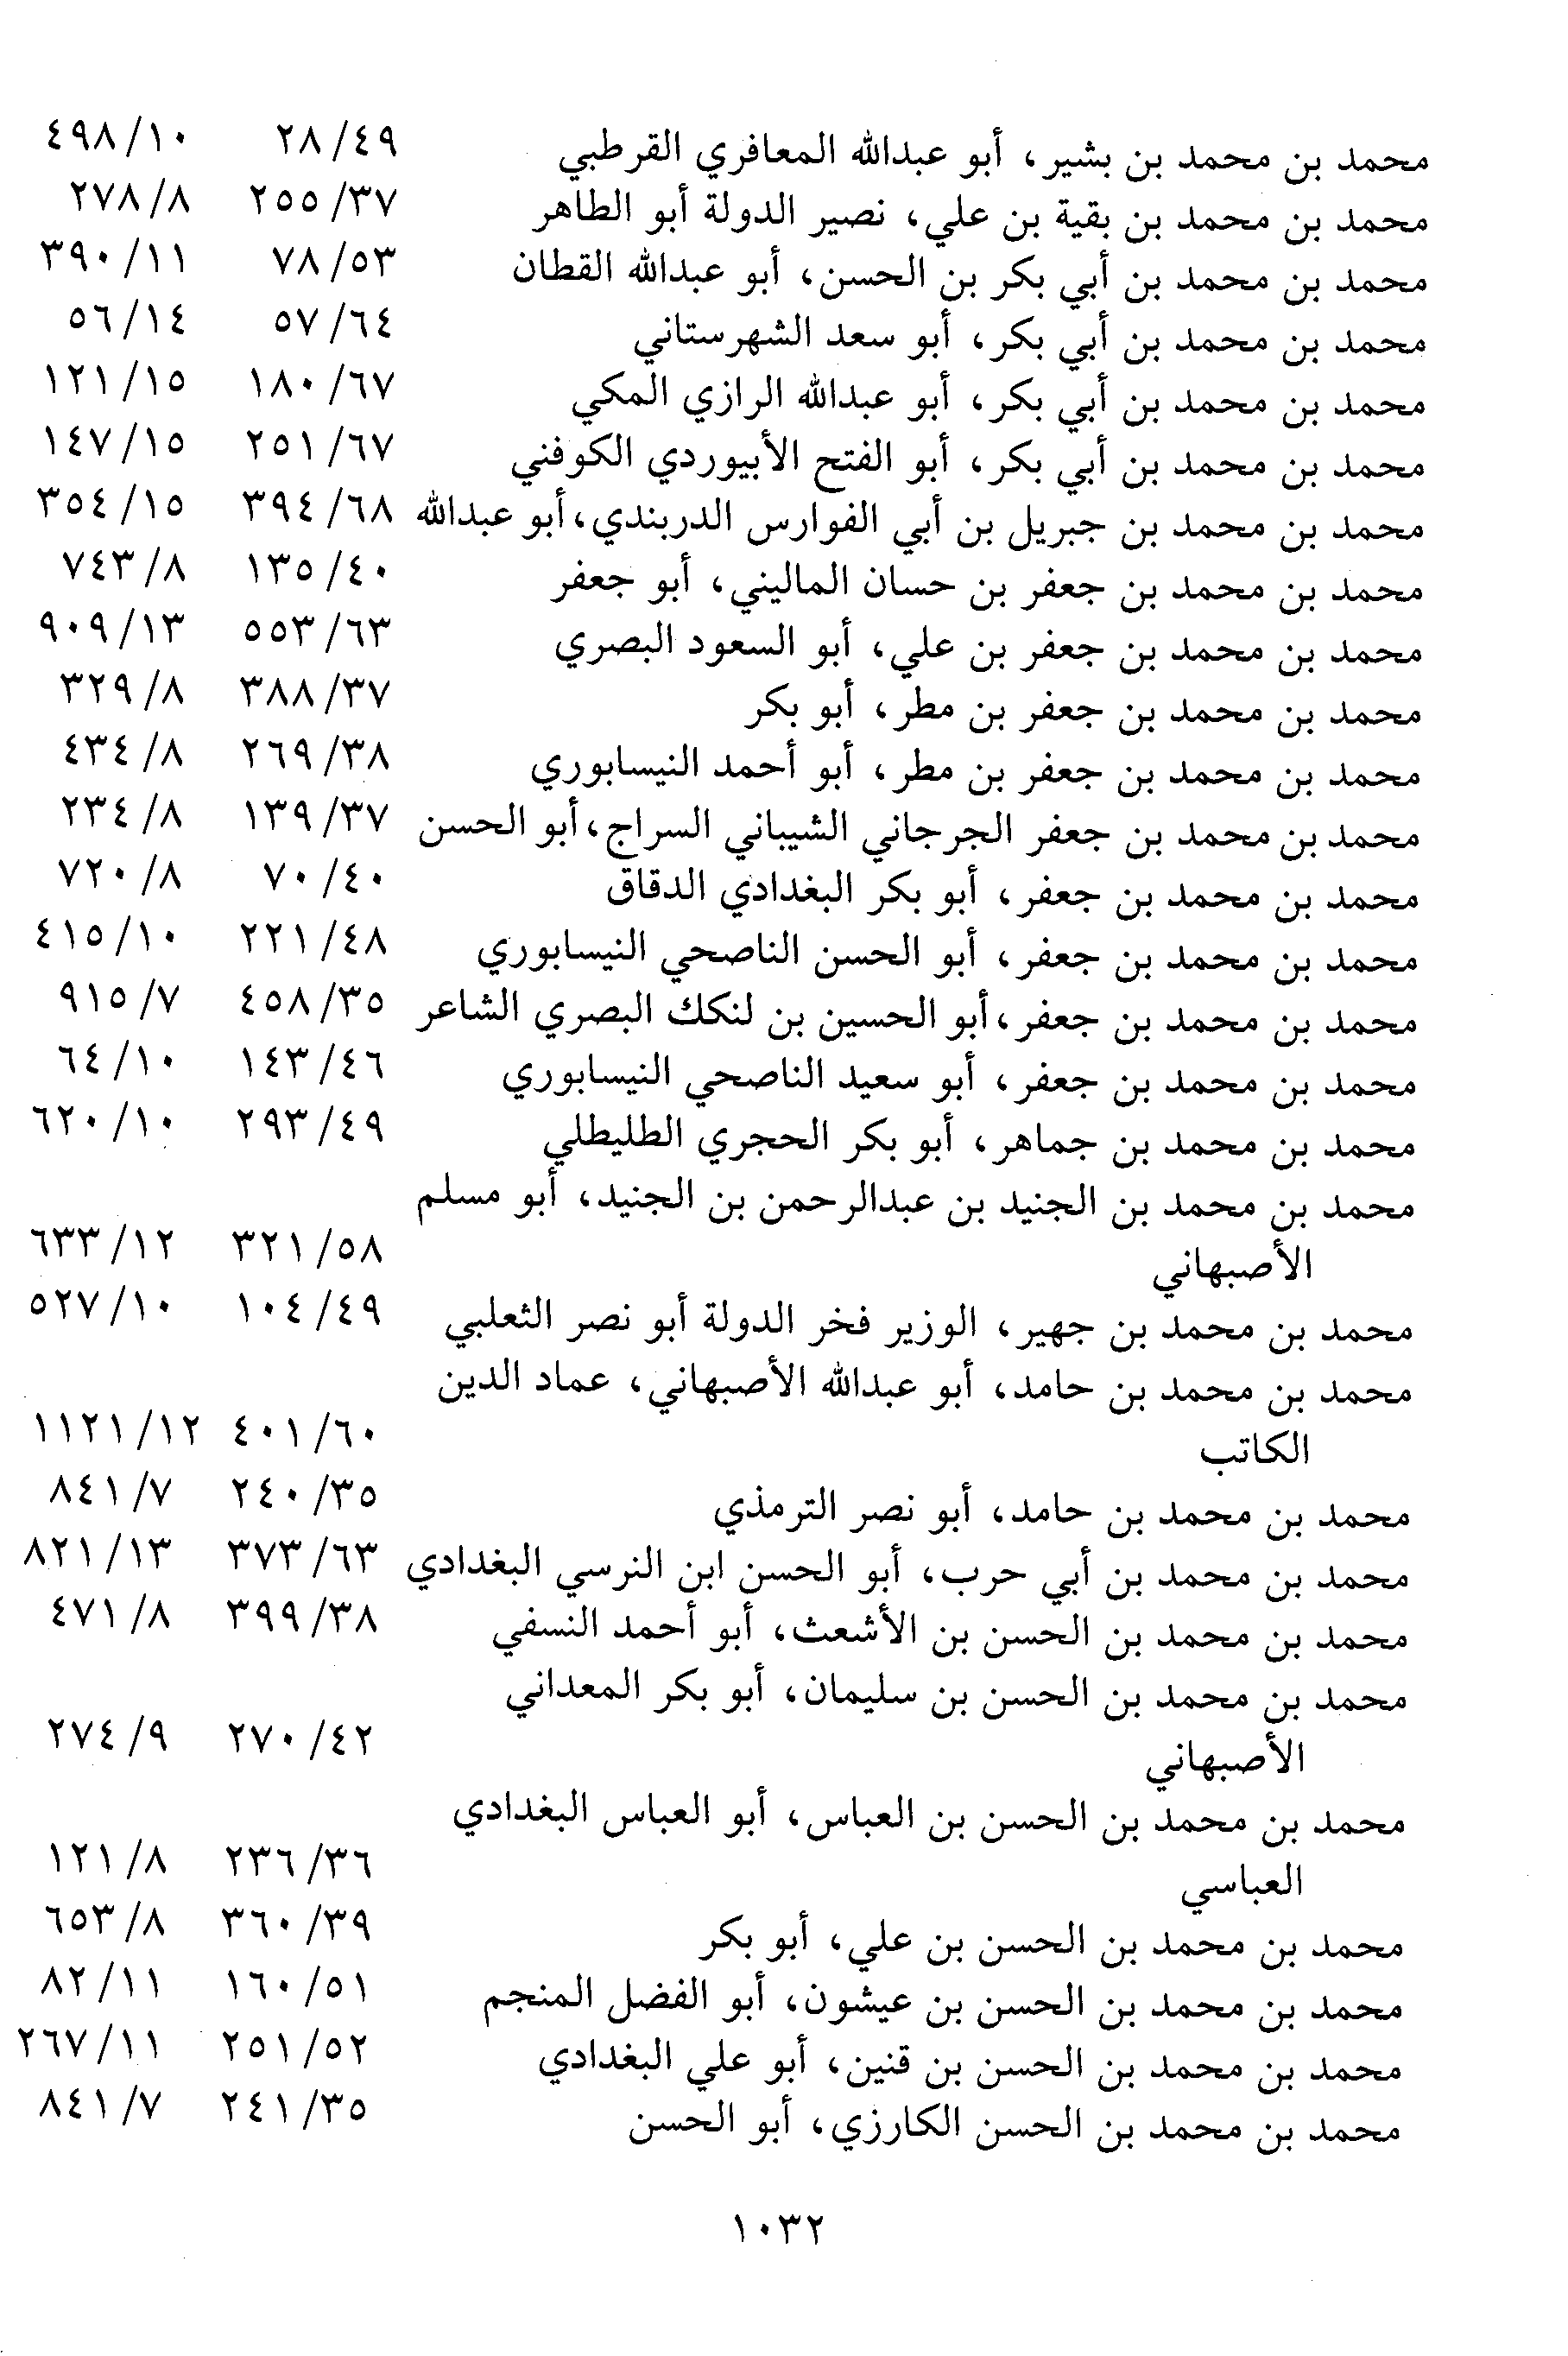 محمد بن محمد بن بشير، أبو عبدالله المعافري القرطبي ٢٨/٤٩ ٤٩٨/١٠
محمد بن محمد بن بقية بن علي، نصير الدولة أبو الطاهر ٢٥٥/٣٧ ٢٧٨/٨
محمد بن محمد بن أبي بكر بن الحسن، أبو عبدالله القطان ٧٨/٥٣ ٣٩٠/١١
محمد بن محمد بن أبي بكر، أبو سعد الشهرستاني ٥٧/٦٤ ٥٦/١٤
محمد بن محمد بن أبي بكر، أبو عبدالله الرازي المكي ١٨٠/٦٧ ١٢١/١٥
محمد بن محمد بن أبي بكر، أبو الفتح الأبيوردي الكوفني ٢٥١/٦٧ ١٤٧/١٥
محمد بن محمد بن جبريل بن أبي الفوارس الدربندي، أبو عبدالله ٣٩٤/٦٨ ٣٥٤/١٥
محمد بن محمد بن جعفر بن حسان الماليني، أبو جعفر ١٣٥/٤٠ ٧٤٣/٨
محمد بن محمد بن جعفر بن علي، أبو السعود البصري ٥٥٣/٦٣ ٩٠٩/١٣
محمد بن محمد بن جعفر بن مطر، أبو بكر ٣٨٨/٣٧ ٣٢٩/٨
محمد بن محمد بن جعفر بن مطر، أبو أحمد النيسابوري ٢٦٩/٣٨ ٤٣٤/٨
محمد بن محمد بن جعفر الجرجاني الشيباني السراج، أبو الحسن ١٣٩/٣٧ ٢٣٤/٨
محمد بن محمد بن جعفر، أبو بكر البغدادي الدقاق ٧٠/٤٠ ٧٢٠/٨
محمد بن محمد بن جعفر، أبو الحسن الناصحي النيسابوري ٢٢١/٤٨ ٤١٥/١٠
محمد بن محمد بن جعفر، أبو الحسين بن لنكك البصري الشاعر ٤٥٨/٣٥ ٩١٥/٧
محمد بن محمد بن جعفر، أبو سعيد الناصحي النيسابوري ١٤٣/٤٦ ٦٤/١٠
محمد بن محمد بن جماهر، أبو بكر الحجري الطليطلي ٢٩٣/٤٩ ٦٢٠/١٠
محمد بن محمد بن الجنيد بن عبدالرحمن بن الجنيد، أبو مسلم
الأصبهاني ٣٢١/٥٨ ٦٣٣/١٢
محمد بن محمد بن جهير، الوزير فخر الدولة أبو نصر الثعلبي ١٠٤/٤٩ ٥٢٧/١٠
محمد بن محمد بن حامد، أبو عبدالله الأصبهاني، عماد الدين
الكاتب ٤٠١/٦٠ ١١٢١/١٢
محمد بن محمد بن حامد، أبو نصر الترمذي ٢٤٠/٣٥ ٨٤١/٧
محمد بن محمد بن أبي حرب، أبو الحسن ابن النرسي البغدادي ٣٧٣/٦٣ ٨٢١/١٣
محمد بن محمد بن الحسن بن الأشعث، أبو أحمد النسفي ٣٩٩/٣٨ ٤٧١/٨
محمد بن محمد بن الحسن بن سليمان، أبو بكر المعداني
الأصبهاني ٢٧٠/٤٢ ٢٧٤/٩
محمد بن محمد بن الحسن بن العباس، أبو العباس البغدادي
العباسي ٢٣٦/٣٦ ١٢١/٨
محمد بن محمد بن الحسن بن علي، أبو بكر ٣٦٠/٣٩ ٦٥٣/٨
محمد بن محمد بن الحسن بن عيشون، أبو الفضل المنجم ١٦٠/٥١ ٨٢/١١
محمد بن محمد بن الحسن بن قنين، أبو علي البغدادي ٢٥١/٥٢ ٢٦٧/١١
محمد بن محمد بن الحسن الكارزي، أبو الحسن ٢٤١/٣٥ ٨٤١/٧
١٠٣٢